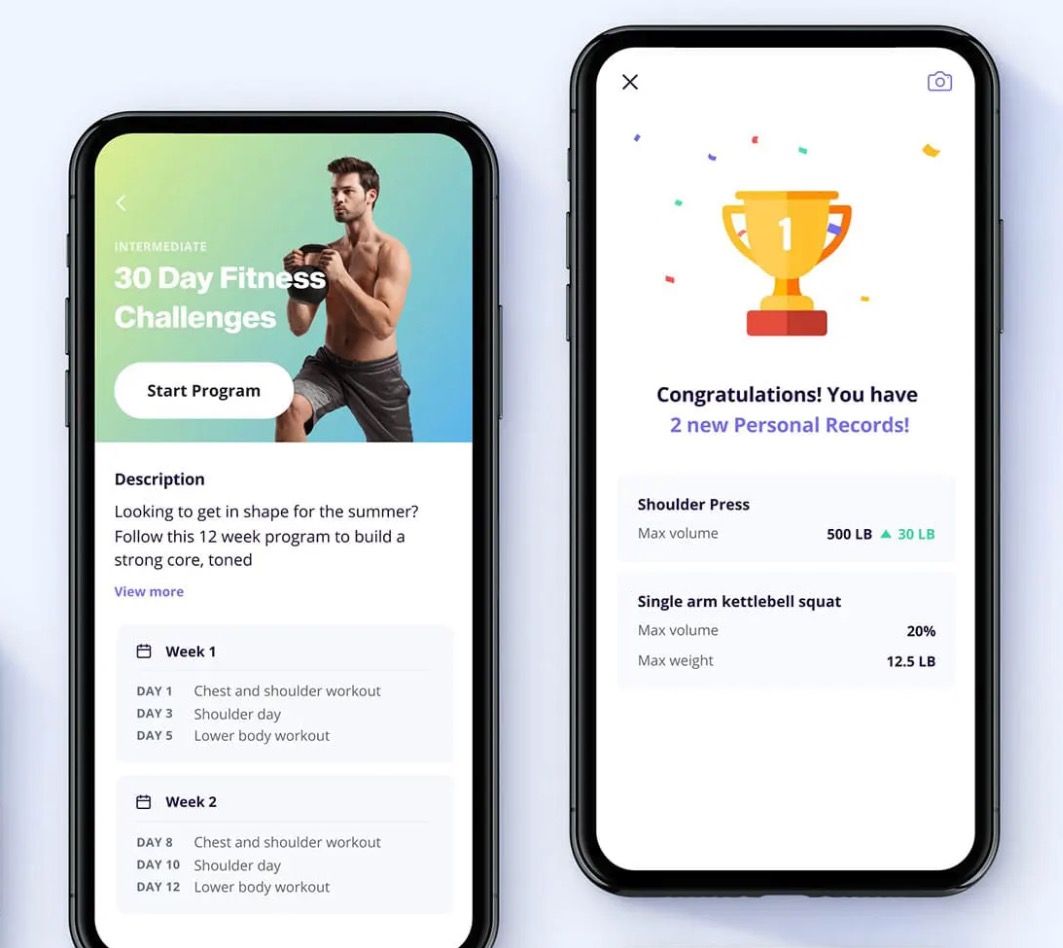 INTERMEDIATE
30 Day Fitness
Challenges
Start Program
Description
Looking to get in shape for the summer?
Follow this 12 week program to build a
strong core, toned
View more
Week 1
DAY 1 Chest and shoulder workout
DAY 3 Shoulder day
DAY 5 Lower body workout
Week 2
DAY 8 Chest and shoulder workout
DAY 10 Shoulder day
DAY 12 Lower body workout
1
Congratulations! You have
2 new Personal Records!
Shoulder Press
Max volume 500 LB ▲ 30 LB
Single arm kettlebell squat
Max volume 20%
Max weight 12.5 LB